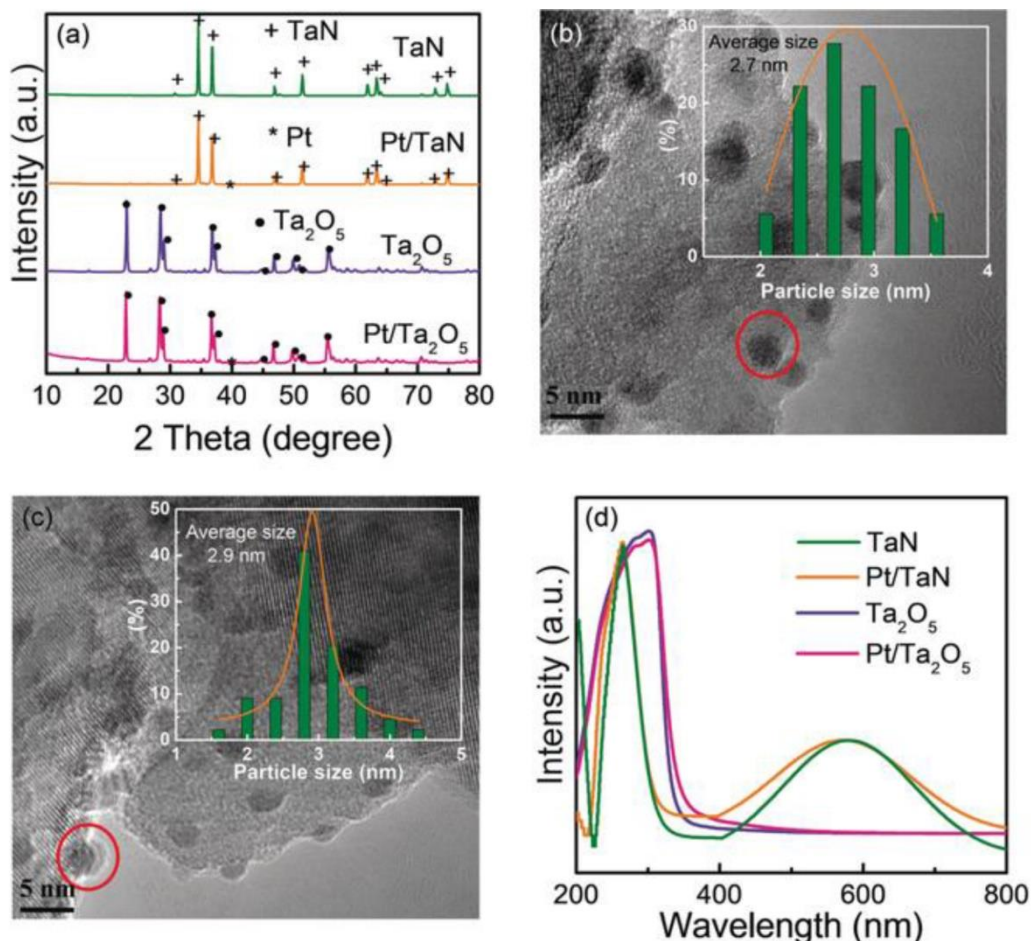 (a)
+ TaN
TaN
* Pt
Pt/TaN
• Ta₂O₅
Ta₂O₅
Pt/Ta₂O₅
Intensity (a.u.)
10 20 30 40 50 60 70 80
2 Theta (degree)
(b)
Average size
2.7 nm
(%)
30
20
10
0
2 3 4
Particle size (nm)
5 nm
(c)
Average size
2.9 nm
(%)
50
40
30
20
10
0
1 2 3 4 5
Particle size (nm)
5 nm
(d)
TaN
Pt/TaN
Ta₂O₅
Pt/Ta₂O₅
Intensity (a.u.)
200 400 600 800
Wavelength (nm)